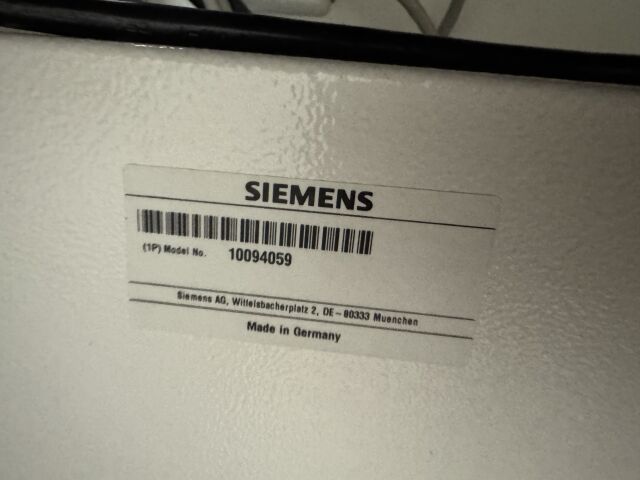 SIEMENS
(1P) Model No. 10094059
Siemens AG, Wittelsbacherplatz 2, DE-80333 Muenchen
Made in Germany